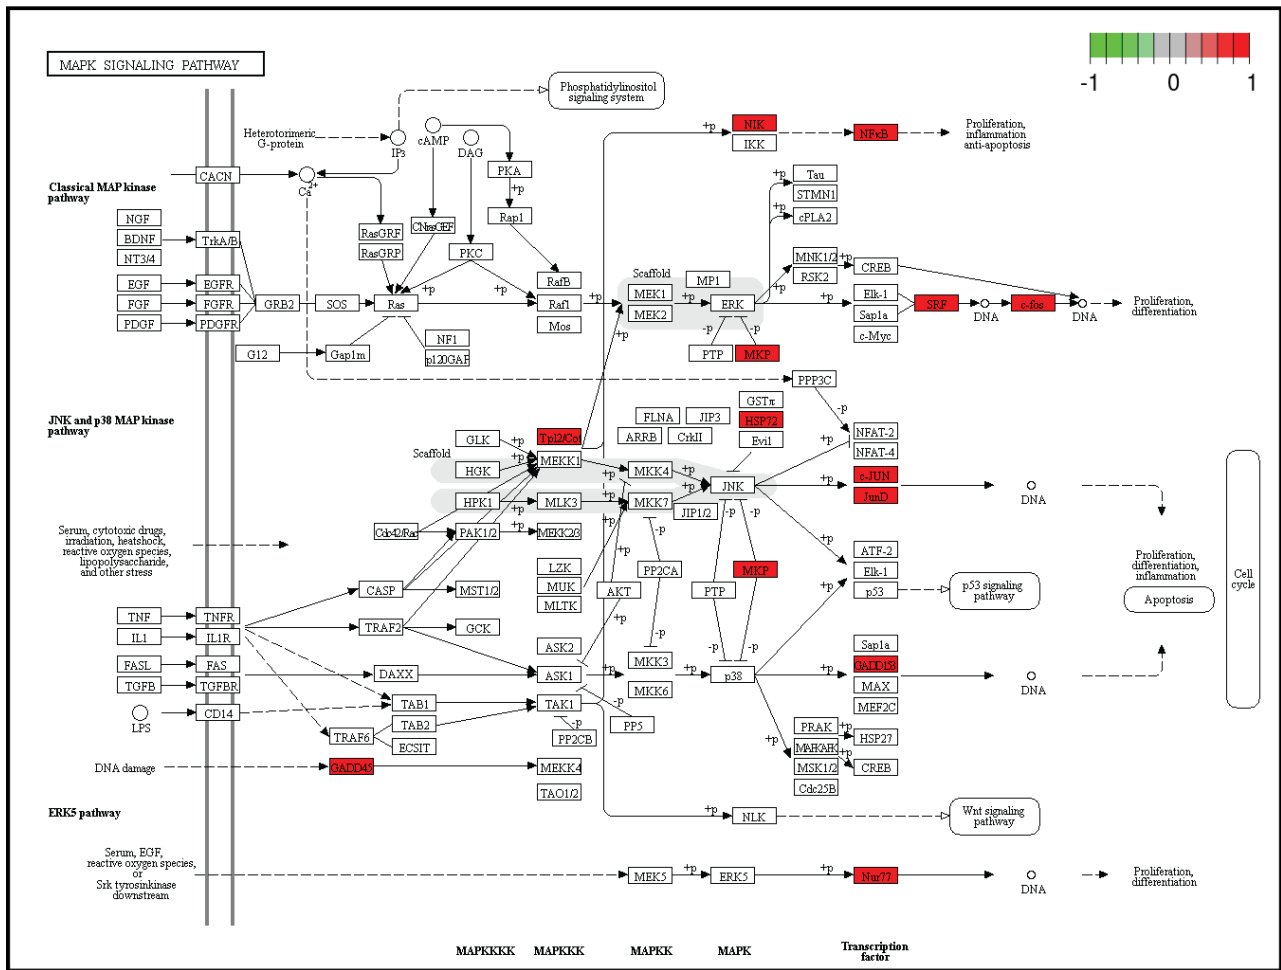 MAPK SIGNALING PATHWAY
-1 0 1
Phosphatidylinositol
signaling system
Heterotorimeric
G-protein
IP3
cAMP
DAG
PKA
+p
Rap1
CACN
Ca2+
Classical MAP kinase
pathway
NGF
BDNF
NT3/4
TrkA/B
EGF
EGFR
FGF
FGFR
PDGF
PDGFR
GRB2
SOS
RasGRF
RasGRP
CNrasGEF
PKC
Ras
+p
+p
RafB
Raf1
Mos
+p
G12
Gap1m
NF1
p120GAP
Scaffold
MEK1
MEK2
+p
MP1
ERK
+p
-p
-p
PTP
MKP
+p
+p
NIK
IKK
+p
NFκB
Proliferation,
inflammation
anti-apoptosis
+p
+p
Tau
STMN1
cPLA2
+p
MNK1/2
RSK2
+p
CREB
+p
Elk-1
Sap1a
c-Myc
SRF
DNA
c-fos
DNA
Proliferation,
differentiation
PPP3C
-p
JNK and p38 MAP kinase
pathway
Scaffold
GLK
HGK
HPK1
+p
+p
+p
+p
+p
Tpl2/Cot
MEKK1
MLK3
MEKK2/3
Cdc42/Rac
PAK1/2
LZK
MUK
MLTK
FLNA
JIP3
ARRB
CrkII
GSTπ
HSP72
Evi1
+p
+p
MKK4
MKK7
+p
+p
JNK
JIP1/2
+p
+p
NFAT-2
NFAT-4
c-JUN
JunD
DNA
+p
ATF-2
Elk-1
p53
p53 signaling
pathway
Serum, cytotoxic drugs,
irradiation, heatshock,
reactive oxygen species,
lipopolysaccharide,
and other stress
CASP
MST1/2
TRAF2
GCK
ASK2
ASK1
+p
AKT
+p
-p
PP2CA
-p
-p
-p
PTP
MKP
-p
-p
MKK3
MKK6
+p
p38
+p
+p
+p
Proliferation,
differentiation,
inflammation
Apoptosis
Cell
cycle
TNF
TNFR
IL1
IL1R
FASL
FAS
TGFB
TGFBR
LPS
CD14
DAXX
TAB1
TAB2
ECSIT
TRAF6
TAK1
-p
-p
PP5
PP2CB
Sap1a
MAX
MEF2C
DNA
PRAK
MSK1/2
Cdc25B
+p
+p
HSP27
CREB
DNA damage
GADD45
MEKK4
TAO1/2
+p
NLK
Wnt signaling
pathway
ERK5 pathway
Serum, EGF,
reactive oxygen species,
or
Srk tyrosinkinase
downstream
MEK5
+p
ERK5
+p
Nur77
DNA
Proliferation,
differentiation
MAPKKKK
MAPKKK
MAPKK
MAPK
Transcription
factor